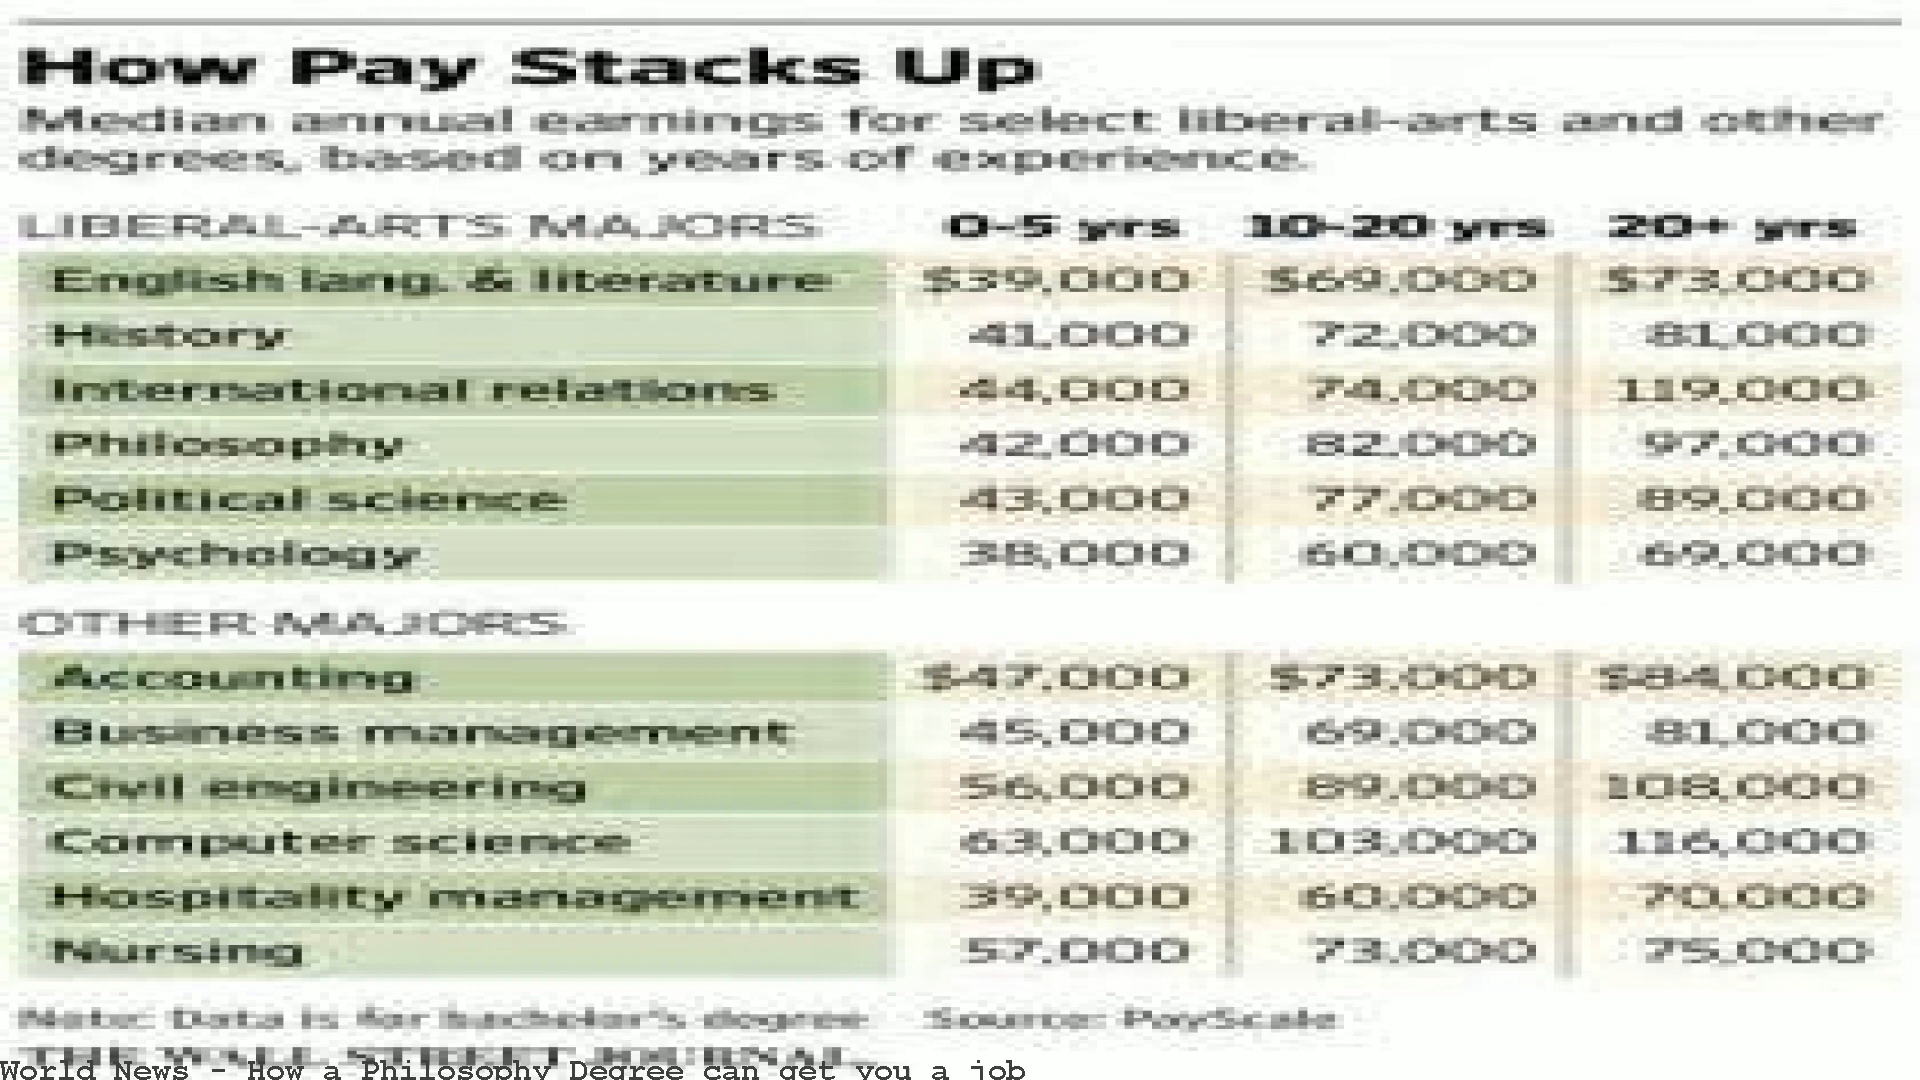 How Pay Stacks Up
Median annual earnings for select liberal-arts and other
degrees, based on years of experience.
LIBERAL-ARTS MAJORS 0-5 yrs 10-20 yrs 20+ yrs
English lang. & literature $39,000 $69,000 $73,000
History 41,000 72,000 81,000
International relations 44,000 74,000 119,000
Philosophy 42,000 82,000 97,000
Political science 43,000 77,000 89,000
Psychology 38,000 60,000 69,000
OTHER MAJORS
Accounting $47,000 $73,000 $84,000
Business management 45,000 69,000 81,000
Civil engineering 56,000 89,000 108,000
Computer science 63,000 103,000 116,000
Hospitality management 39,000 60,000 70,000
Nursing 57,000 73,000 75,000
Note: Data is for bachelor's degree Source: PayScale
THE WALL STREET JOURNAL.
World News - How a Philosophy Degree can get you a job